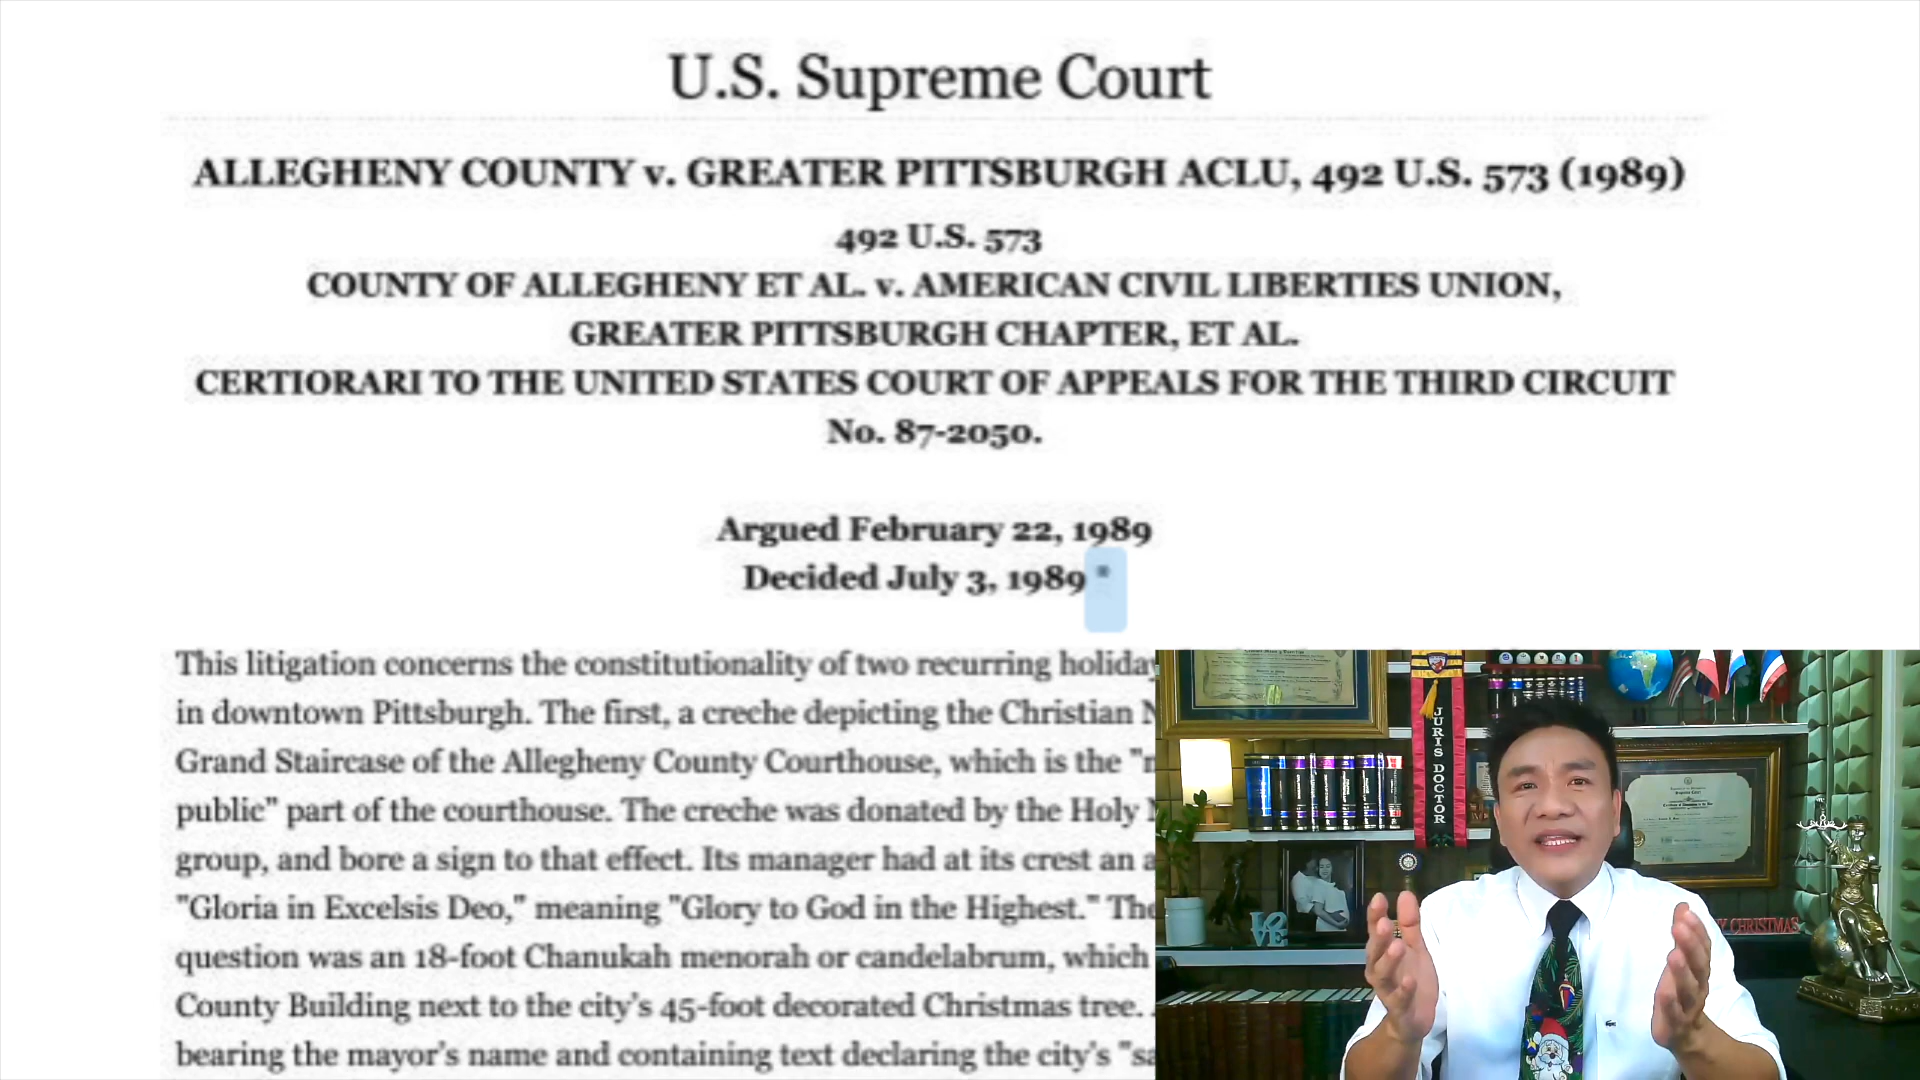 U.S. Supreme Court
ALLEGHENY COUNTY v. GREATER PITTSBURGH ACLU, 492 U.S. 573 (1989)
492 U.S. 573
COUNTY OF ALLEGHENY ET AL. v. AMERICAN CIVIL LIBERTIES UNION,
GREATER PITTSBURGH CHAPTER, ET AL.
CERTIORARI TO THE UNITED STATES COURT OF APPEALS FOR THE THIRD CIRCUIT
No. 87-2050.
Argued February 22, 1989
Decided July 3, 1989 *
This litigation concerns the constitutionality of two recurring holiday
in downtown Pittsburgh. The first, a creche depicting the Christian
Grand Staircase of the Allegheny County Courthouse, which is the
public" part of the courthouse. The creche was donated by the Holy
group, and bore a sign to that effect. Its manager had at its crest an
"Gloria in Excelsis Deo," meaning "Glory to God in the Highest." The
question was an 18-foot Chanukah menorah or candelabrum, which
County Building next to the city's 45-foot decorated Christmas tree.
bearing the mayor's name and containing text declaring the city's
JURIS DOCTOR
LOVE
CHRISTMAS